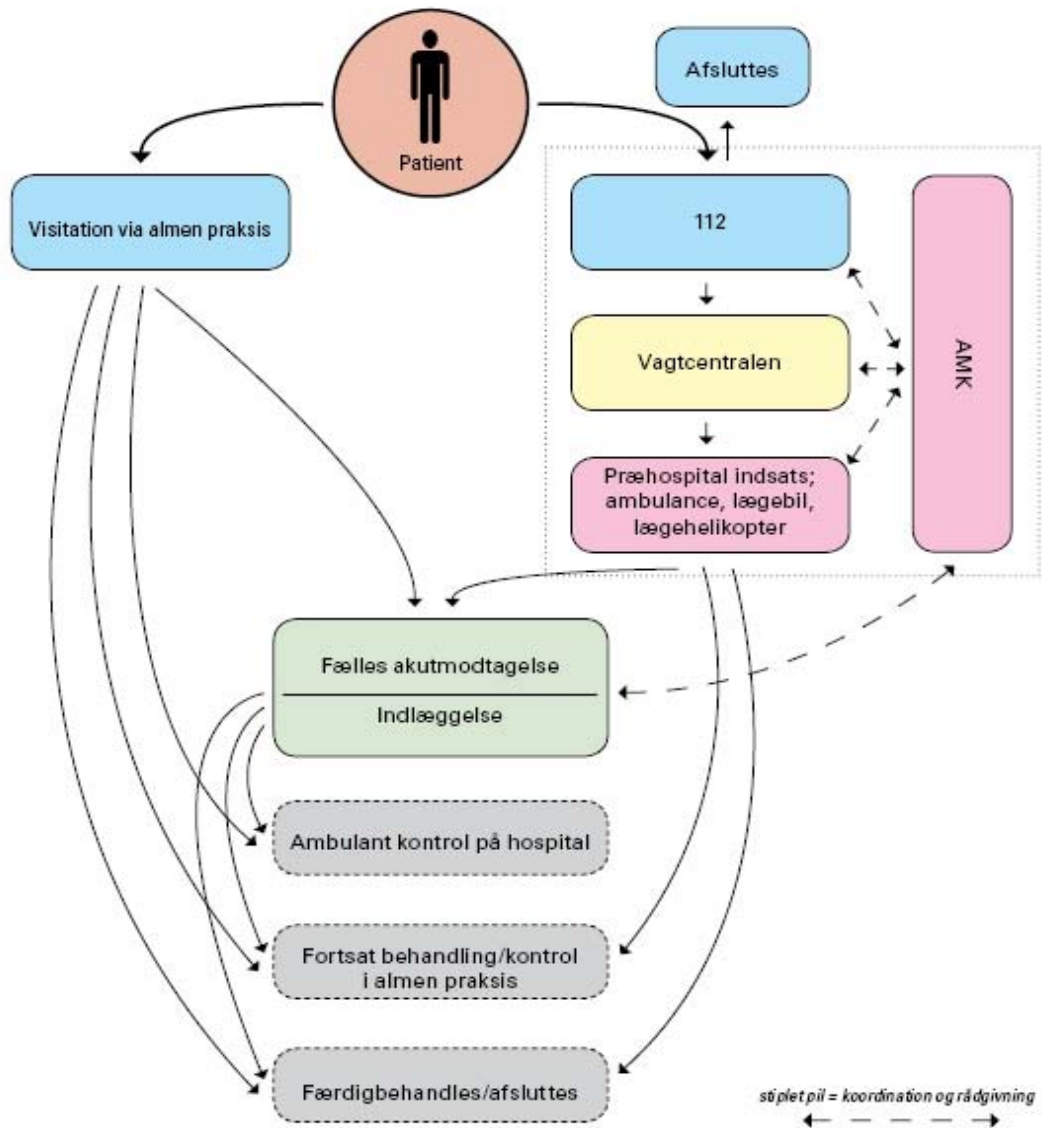 Patient
Afsluttes
Visitation via almen praksis
112
Vagtcentralen
AMK
Præhospital indsats;
ambulance, lægebil,
lægehelikopter
Fælles akutmodtagelse
Indlæggelse
Ambulant kontrol på hospital
Fortsat behandling/kontrol
i almen praksis
Færdigbehandles/afsluttes
stiplet pil = koordination og rådgivning